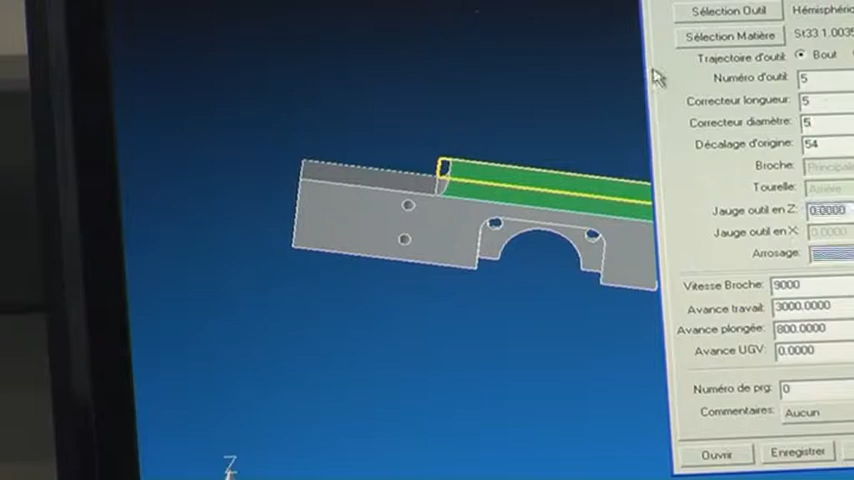 Sélection Outil Hémisphéri
Sélection Matière St33 1.003
Trajectoire d'outil: Bout
Numéro d'outil: 5
Correcteur longueur: 5
Correcteur diamètre: 5
Décalage d'origine: 54
Broche: Principale
Tourelle: Arrière
Jauge outil en Z: 0.0000
Jauge outil en X: 0.0000
Arrosage:
Vitesse Broche: 9000
Avance travail: 3000.0000
Avance plongée: 800.0000
Avance UGV: 0.0000
Numéro de prg: 0
Commentaires: Aucun
Ouvrir Enregistrer
Z